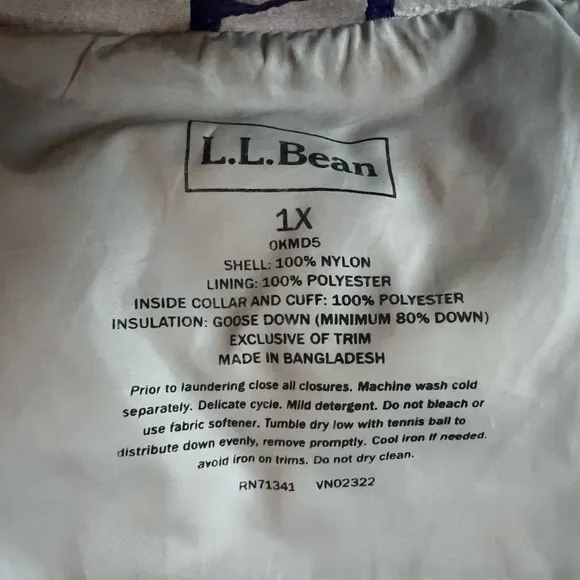 L.L.Bean
1X
0KMD5
SHELL: 100% NYLON
LINING: 100% POLYESTER
INSIDE COLLAR AND CUFF: 100% POLYESTER
INSULATION: GOOSE DOWN (MINIMUM 80% DOWN)
EXCLUSIVE OF TRIM
MADE IN BANGLADESH
Prior to laundering close all closures. Machine wash cold
separately. Delicate cycle. Mild detergent. Do not bleach or
use fabric softener. Tumble dry low with tennis ball to
distribute down evenly, remove promptly. Cool iron if needed.
avoid iron on trims. Do not dry clean.
RN71341 VN02322